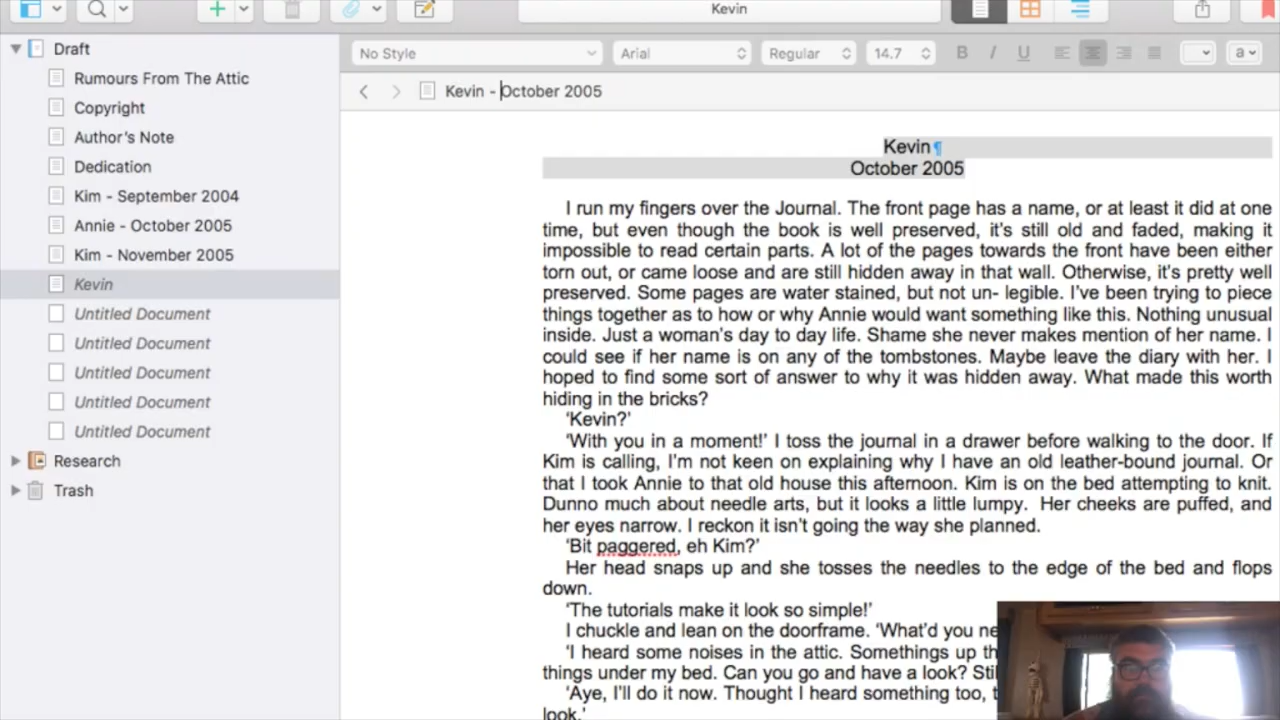 Kevin
No Style
Arial
Regular
14.7
B I U
a
Kevin - October 2005
Draft
Rumours From The Attic
Copyright
Author's Note
Dedication
Kim - September 2004
Annie - October 2005
Kim - November 2005
Kevin
Untitled Document
Untitled Document
Untitled Document
Untitled Document
Untitled Document
Research
Trash
Kevin¶
October 2005
I run my fingers over the Journal. The front page has a name, or at least it did at one
time, but even though the book is well preserved, it's still old and faded, making it
impossible to read certain parts. A lot of the pages towards the front have been either
torn out, or came loose and are still hidden away in that wall. Otherwise, it's pretty well
preserved. Some pages are water stained, but not un- legible. I've been trying to piece
things together as to how or why Annie would want something like this. Nothing unusual
inside. Just a woman's day to day life. Shame she never makes mention of her name. I
could see if her name is on any of the tombstones. Maybe leave the diary with her. I
hoped to find some sort of answer to why it was hidden away. What made this worth
hiding in the bricks?
'Kevin?'
'With you in a moment!' I toss the journal in a drawer before walking to the door. If
Kim is calling, I'm not keen on explaining why I have an old leather-bound journal. Or
that I took Annie to that old house this afternoon. Kim is on the bed attempting to knit.
Dunno much about needle arts, but it looks a little lumpy. Her cheeks are puffed, and
her eyes narrow. I reckon it isn't going the way she planned.
'Bit paggered, eh Kim?'
Her head snaps up and she tosses the needles to the edge of the bed and flops
down.
'The tutorials make it look so simple!'
I chuckle and lean on the doorframe. 'What'd you ne
'I heard some noises in the attic. Somethings up th
things under my bed. Can you go and have a look? Sti
'Aye, I'll do it now. Thought I heard something too, t
look.'